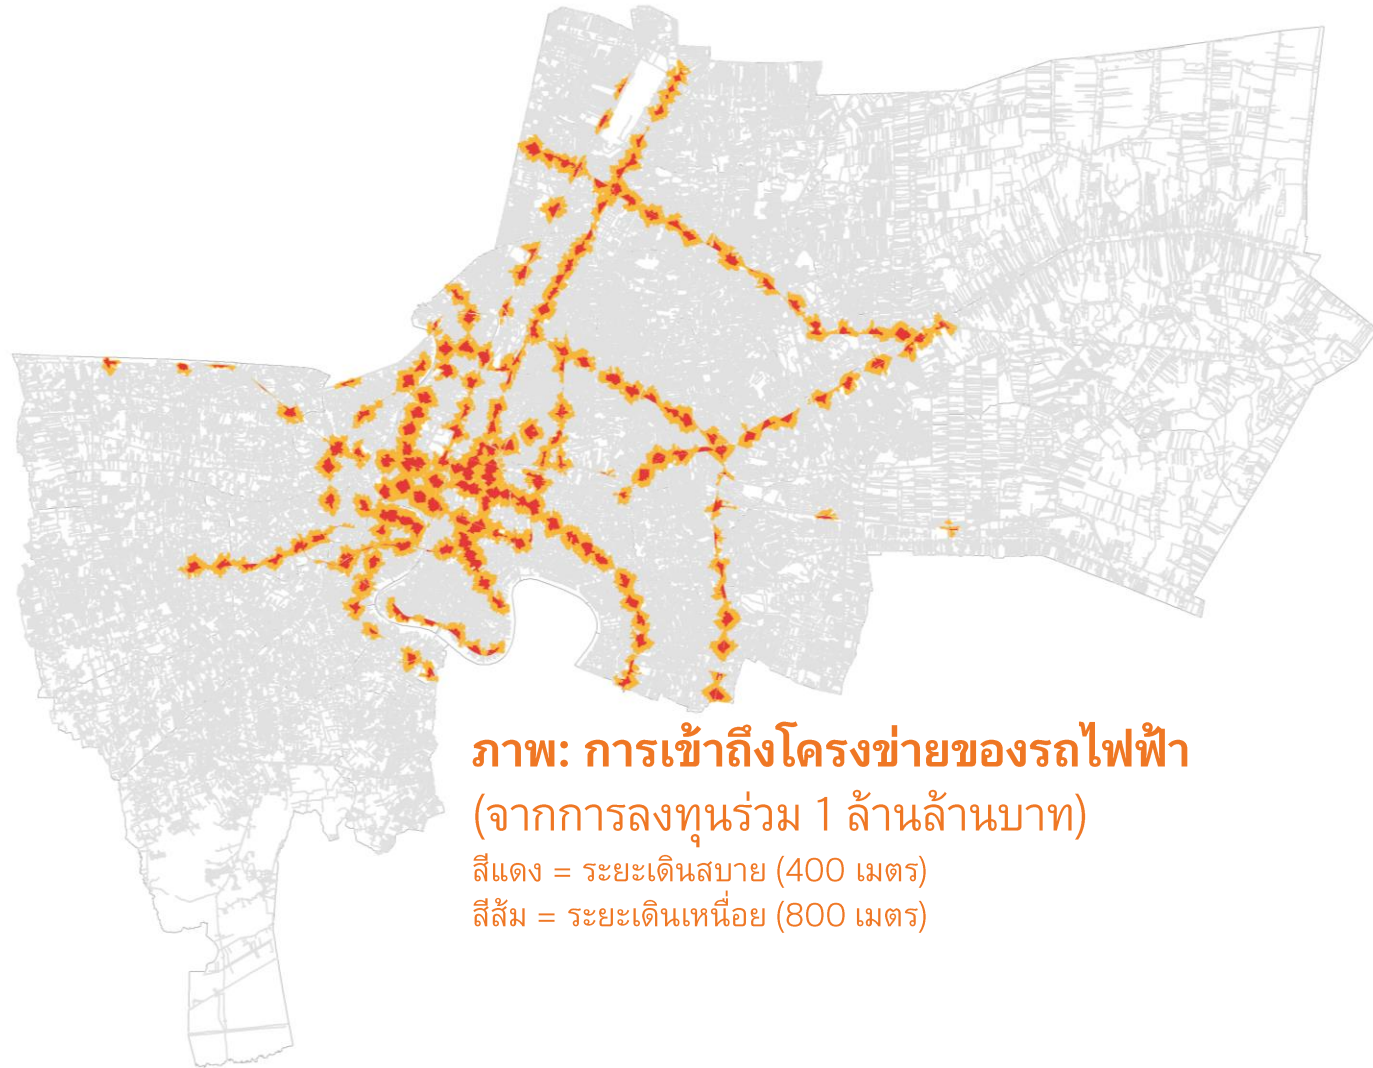 ภาพ: การเข้าถึงโครงข่ายของรถไฟฟ้า
(จากการลงทุนร่วม 1 ล้านล้านบาท)
สีแดง = ระยะเดินสบาย (400 เมตร)
สีส้ม = ระยะเดินเหนื่อย (800 เมตร)